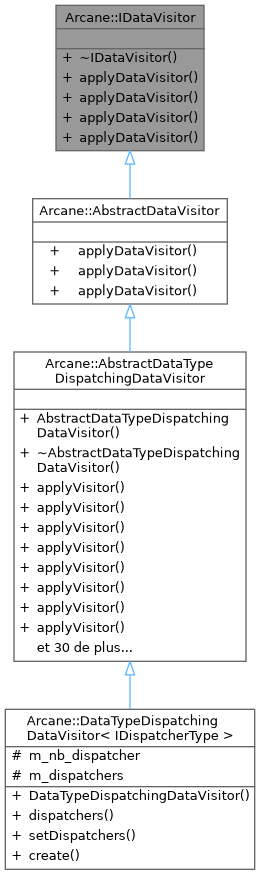 Arcane::IDataVisitor
+ ~IDataVisitor()
+ applyDataVisitor()
+ applyDataVisitor()
+ applyDataVisitor()
+ applyDataVisitor()
Arcane::AbstractDataVisitor
+ applyDataVisitor()
+ applyDataVisitor()
+ applyDataVisitor()
Arcane::AbstractDataType
DispatchingDataVisitor
+ AbstractDataTypeDispatching
DataVisitor()
+ ~AbstractDataTypeDispatching
DataVisitor()
+ applyVisitor()
+ applyVisitor()
+ applyVisitor()
+ applyVisitor()
+ applyVisitor()
+ applyVisitor()
+ applyVisitor()
+ applyVisitor()
et 30 de plus...
Arcane::DataTypeDispatching
DataVisitor< IDispatcherType >
# m_nb_dispatcher
# m_dispatchers
+ DataTypeDispatchingDataVisitor()
+ dispatchers()
+ setDispatchers()
+ create()